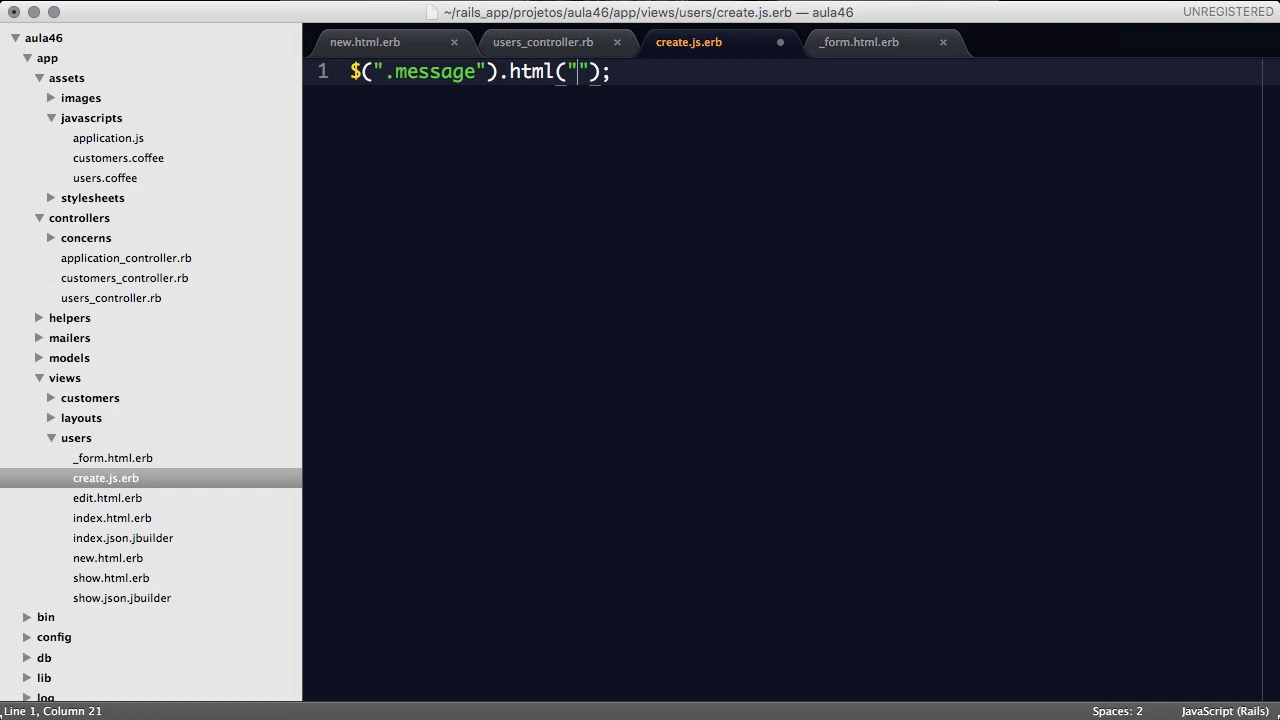 ~/rails_app/projetos/aula46/app/views/users/create.js.erb — aula46
UNREGISTERED
new.html.erb ×
users_controller.rb ×
create.js.erb
_form.html.erb ×
aula46
app
assets
images
javascripts
application.js
customers.coffee
users.coffee
stylesheets
controllers
concerns
application_controller.rb
customers_controller.rb
users_controller.rb
helpers
mailers
models
views
customers
layouts
users
_form.html.erb
create.js.erb
edit.html.erb
index.html.erb
index.json.jbuilder
new.html.erb
show.html.erb
show.json.jbuilder
bin
config
db
lib
log
1 $(".message").html("");
Line 1, Column 21
Spaces: 2
JavaScript (Rails)